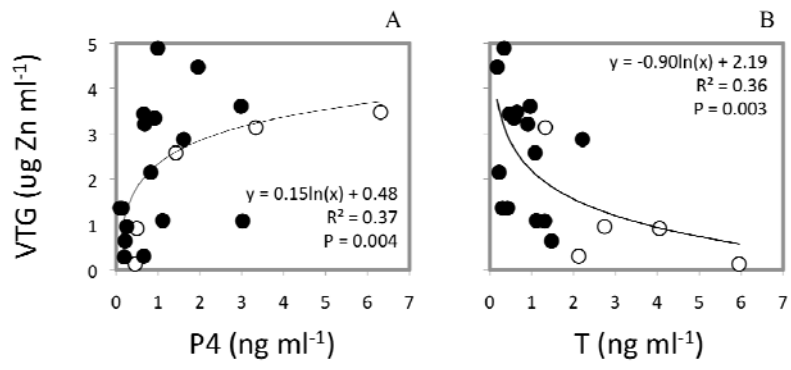 A
B
VTG (ug Zn ml-1)
5
4
3
2
1
0
y = 0.15ln(x) + 0.48
R² = 0.37
P = 0.004
0 1 2 3 4 5 6 7
P4 (ng ml-1)
y = -0.90ln(x) + 2.19
R² = 0.36
P = 0.003
0 1 2 3 4 5 6 7
T (ng ml-1)